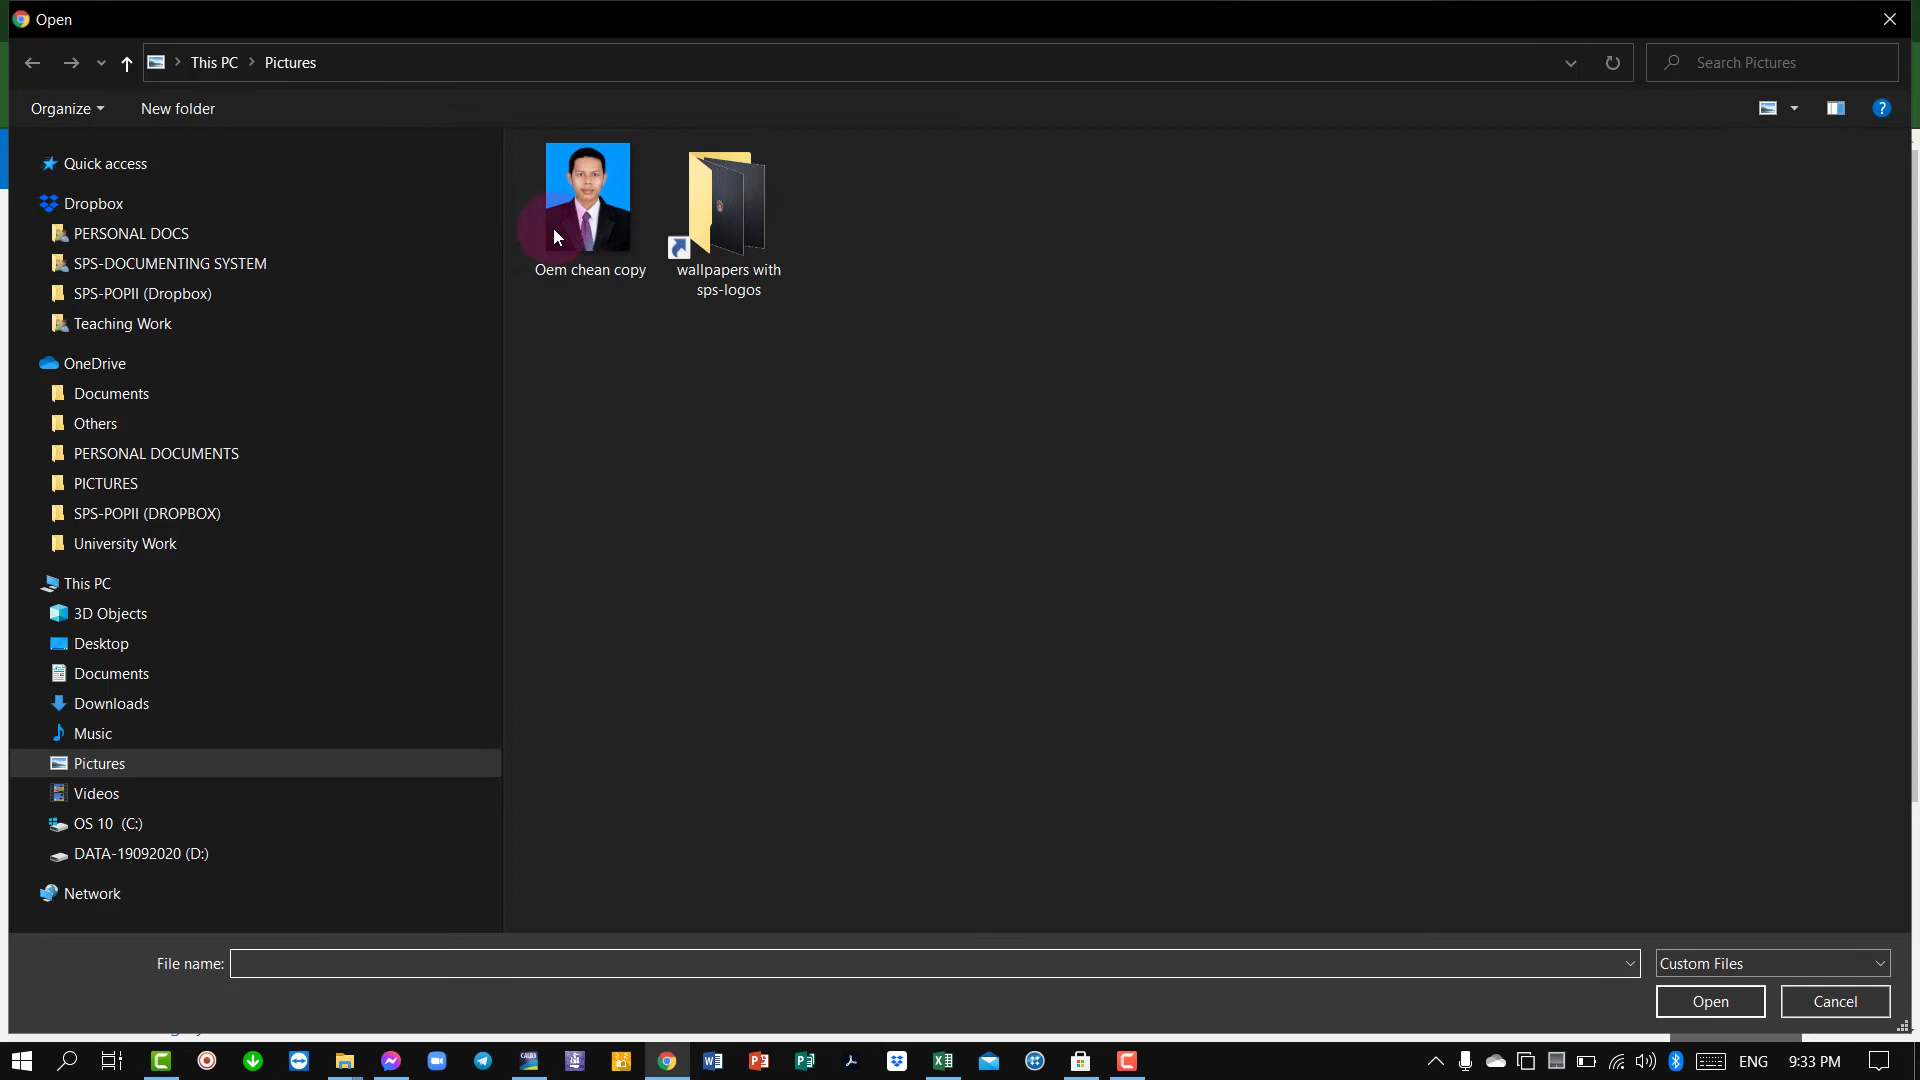 Open
This PC
Pictures
Search Pictures
Organize
New folder
Quick access
Dropbox
PERSONAL DOCS
SPS-DOCUMENTING SYSTEM
SPS-POPII (Dropbox)
Teaching Work
OneDrive
Documents
Others
PERSONAL DOCUMENTS
PICTURES
SPS-POPII (DROPBOX)
University Work
This PC
3D Objects
Desktop
Documents
Downloads
Music
Pictures
Videos
OS 10 (C:)
DATA-19092020 (D:)
Network
Oem chean copy
wallpapers with
sps-logos
File name:
Custom Files
Open
Cancel
CALD3
ENG
9:33 PM